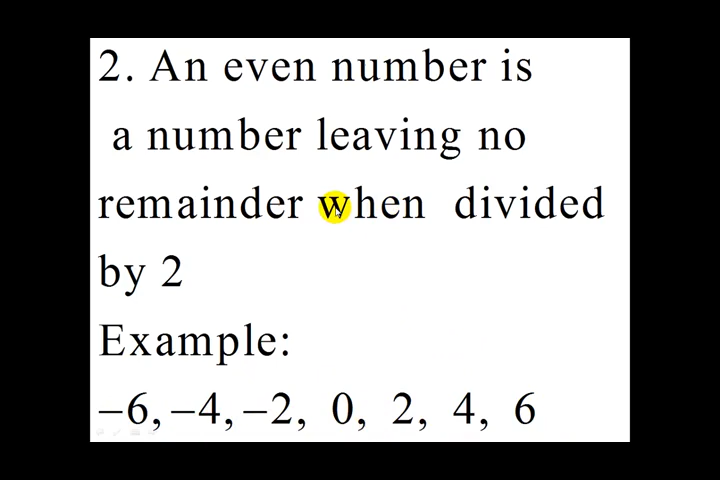 2. An even number is
a number leaving no
remainder when divided
by 2
Example:
−6, −4, −2, 0, 2, 4, 6